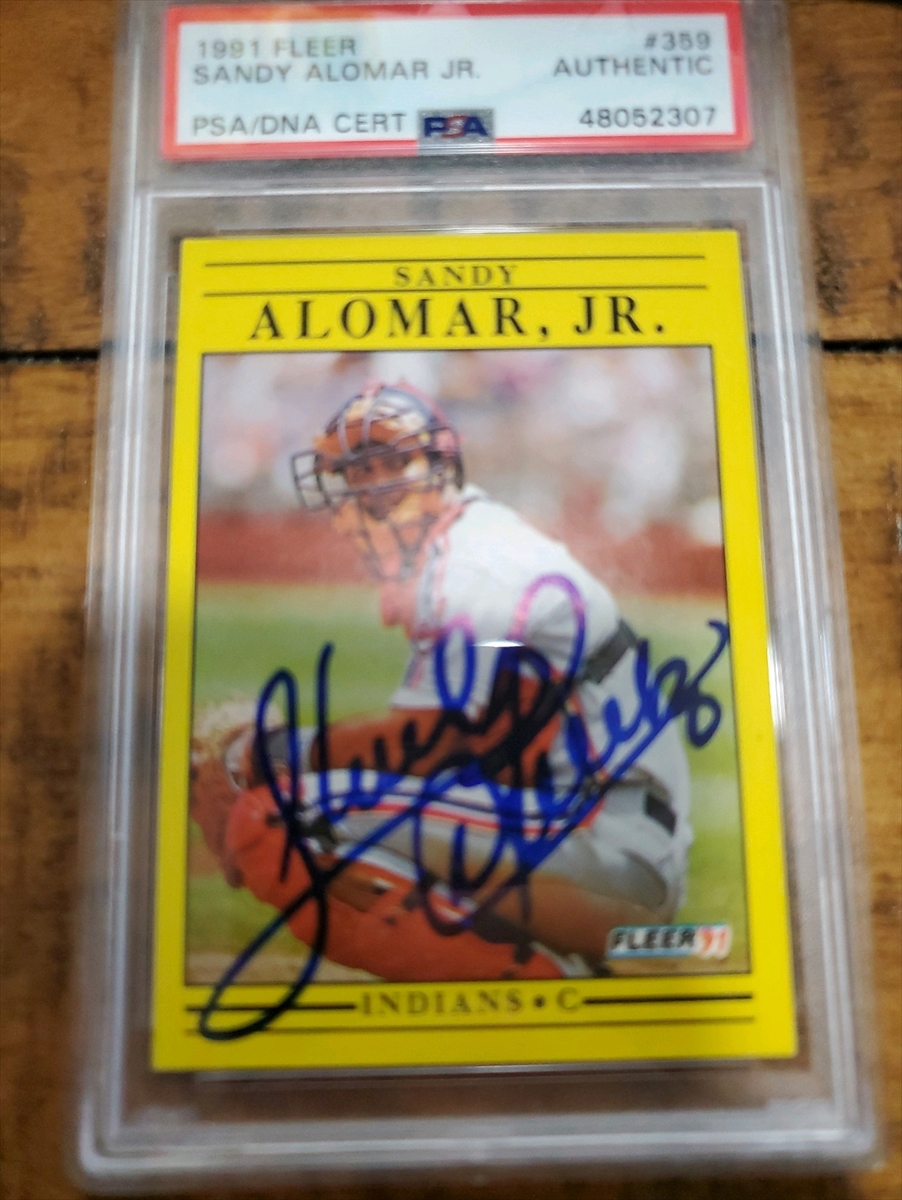 1991 FLEER #359
SANDY ALOMAR JR. AUTHENTIC
PSA/DNA CERT PSA 48052307
SANDY
ALOMAR, JR.
FLEER 91
INDIANS • C